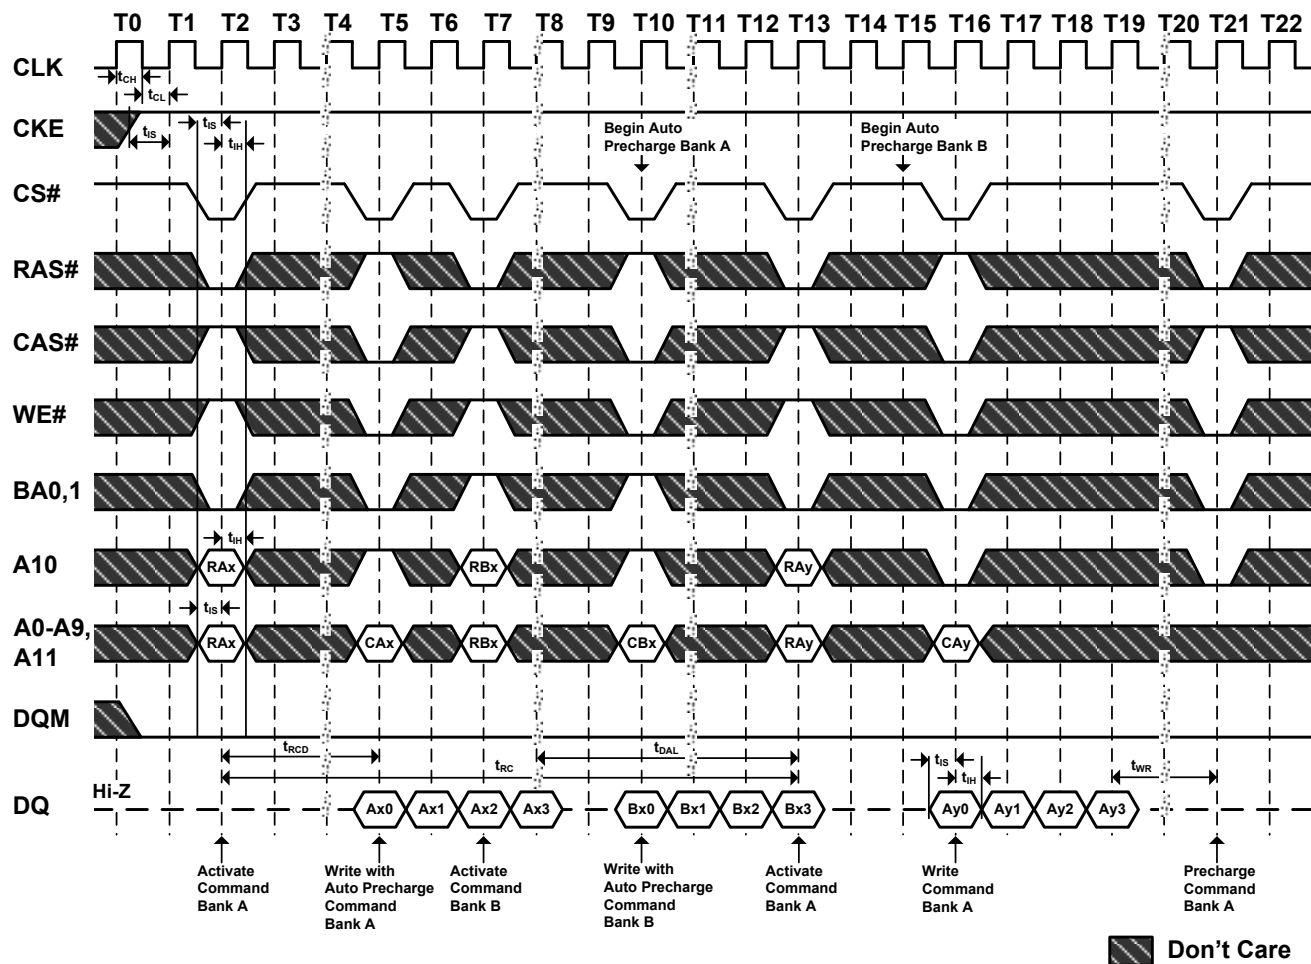 T0 T1 T2 T3 T4 T5 T6 T7 T8 T9 T10 T11 T12 T13 T14 T15 T16 T17 T18 T19 T20 T21 T22
CLK
tCH
tCL
CKE
tIS
tIS
tIH
Begin Auto
Precharge Bank A
Begin Auto
Precharge Bank B
CS#
RAS#
CAS#
WE#
BA0,1
tIH
A10
RAx RBx RAy
tIS
A0-A9,
A11
RAx CAx RBx CBx RAy CAy
DQM
tRCD
tDAL
tRC
tIS
tIH
tWR
Hi-Z
DQ
Ax0 Ax1 Ax2 Ax3 Bx0 Bx1 Bx2 Bx3 Ay0 Ay1 Ay2 Ay3
Activate
Command
Bank A
Write with
Auto Precharge
Command
Bank A
Activate
Command
Bank B
Write with
Auto Precharge
Command
Bank B
Activate
Command
Bank A
Write
Command
Bank A
Precharge
Command
Bank A
Don't Care